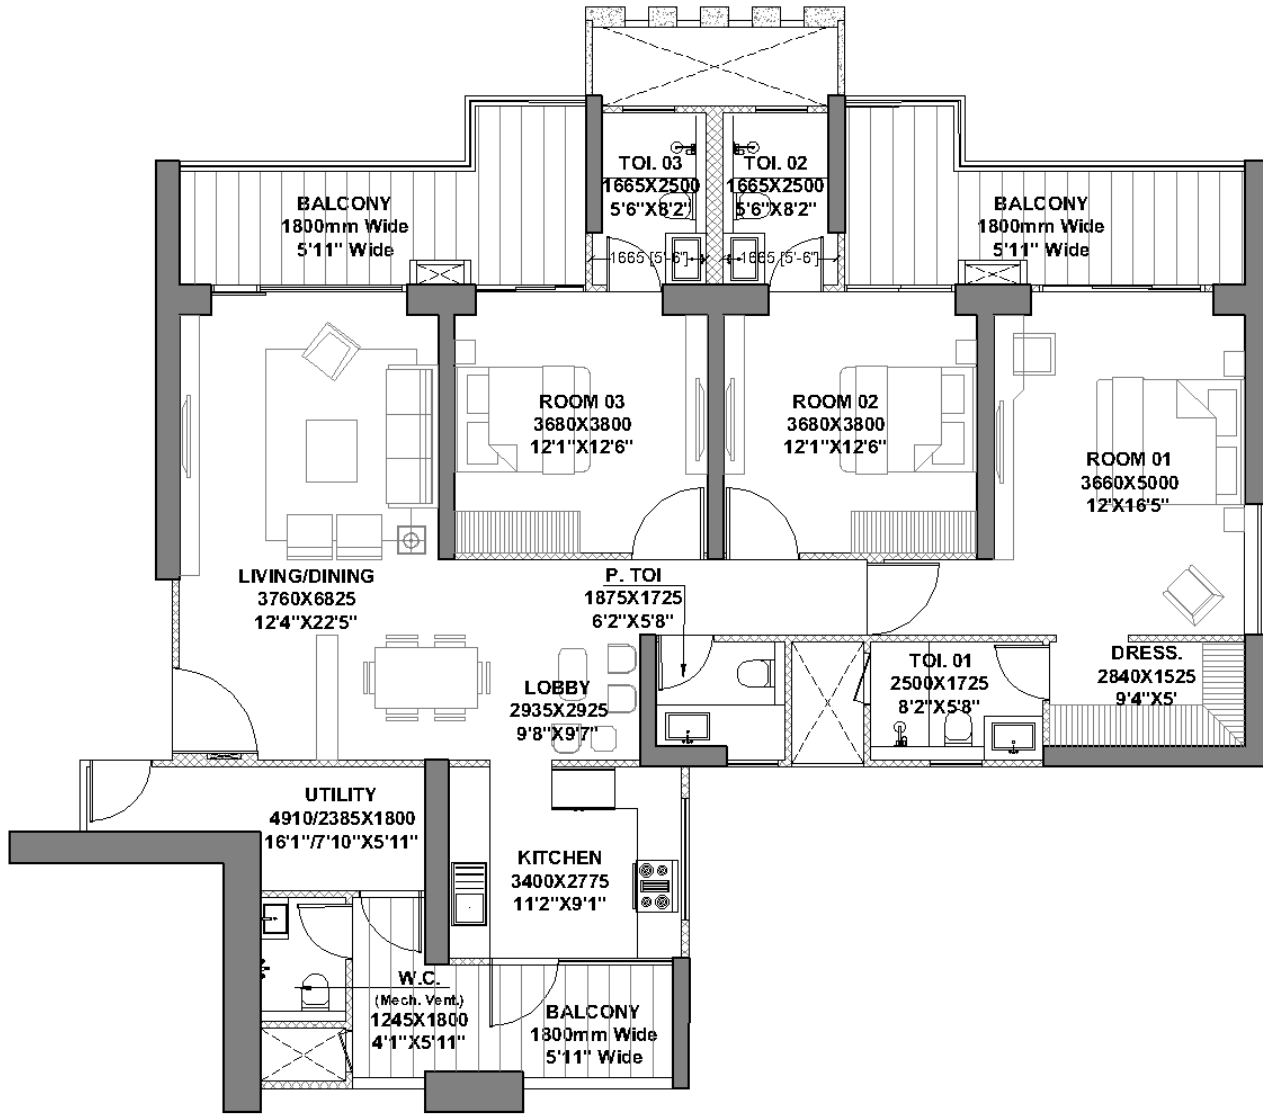 TOI. 03
1665X2500
5'6"X8'2"
TOI. 02
1665X2500
5'6"X8'2"
BALCONY
1800mm Wide
5'11" Wide
BALCONY
1800mm Wide
5'11" Wide
1665 [5'-6"]
1665 [5'-6"]
ROOM 03
3680X3800
12'1"X12'6"
ROOM 02
3680X3800
12'1"X12'6"
ROOM 01
3660X5000
12'X16'5"
LIVING/DINING
3760X6825
12'4"X22'5"
P. TOI
1875X1725
6'2"X5'8"
TOI. 01
2500X1725
8'2"X5'8"
DRESS.
2840X1525
9'4"X5'
LOBBY
2935X2925
9'8"X9'7"
UTILITY
4910/2385X1800
16'1"/7'10"X5'11"
KITCHEN
3400X2775
11'2"X9'1"
W.C.
(Mech. Vent.)
1245X1800
4'1"X5'11"
BALCONY
1800mm Wide
5'11" Wide